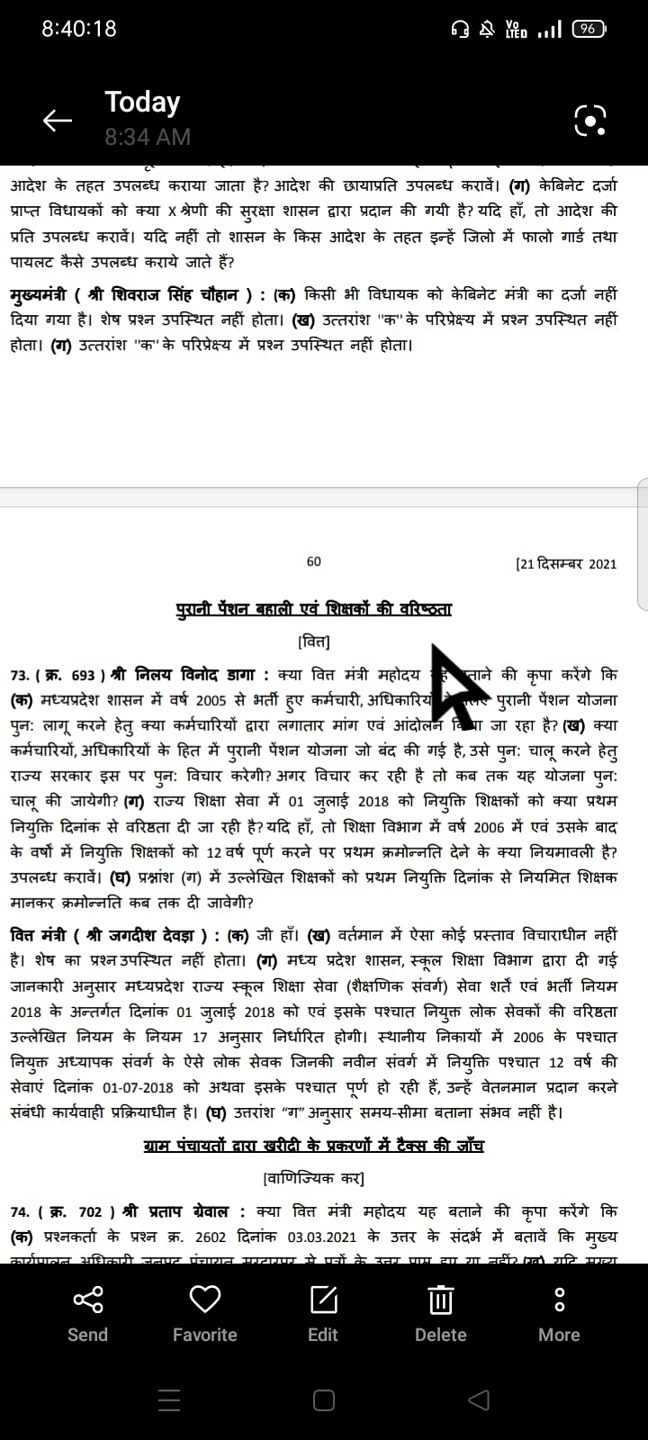 8:40:18
Vo LTED 96
Today
8:34 AM
आदेश के तहत उपलब्ध कराया जाता है? आदेश की छायाप्रति उपलब्ध करावें। (ग) केबिनेट दर्जा
प्राप्त विधायकों को क्या X श्रेणी की सुरक्षा शासन द्वारा प्रदान की गयी है? यदि हाँ, तो आदेश की
प्रति उपलब्ध करावें। यदि नहीं तो शासन के किस आदेश के तहत इन्हें जिलो में फालो गार्ड तथा
पायलट कैसे उपलब्ध कराये जाते हैं?
मुख्यमंत्री ( श्री शिवराज सिंह चौहान ) : (क) किसी भी विधायक को केबिनेट मंत्री का दर्जा नहीं
दिया गया है। शेष प्रश्न उपस्थित नहीं होता। (ख) उत्तरांश "क" के परिप्रेक्ष्य में प्रश्न उपस्थित नहीं
होता। (ग) उत्तरांश "क" के परिप्रेक्ष्य में प्रश्न उपस्थित नहीं होता।
60 [21 दिसम्बर 2021
पुरानी पेंशन बहाली एवं शिक्षकों की वरिष्ठता
[वित्त]
73. ( क्र. 693 ) श्री निलय विनोद डागा : क्या वित्त मंत्री महोदय बताने की कृपा करेंगे कि
(क) मध्यप्रदेश शासन में वर्ष 2005 से भर्ती हुए कर्मचारी, पुरानी पेंशन योजना
पुन: लागू करने हेतु क्या कर्मचारियों द्वारा लगातार मांग एवं आंदोलन जा रहा है? (ख) क्या
कर्मचारियों, अधिकारियों के हित में पुरानी पेंशन योजना जो बंद की गई है, उसे पुन: चालू करने हेतु
राज्य सरकार इस पर पुन: विचार करेगी? अगर विचार कर रही है तो कब तक यह योजना पुन:
चालू की जायेगी? (ग) राज्य शिक्षा सेवा में 01 जुलाई 2018 को नियुक्ति शिक्षकों को क्या प्रथम
नियुक्ति दिनांक से वरिष्ठता दी जा रही है? यदि हाँ, तो शिक्षा विभाग में वर्ष 2006 में एवं उसके बाद
के वर्षो में नियुक्ति शिक्षकों को 12 वर्ष पूर्ण करने पर प्रथम क्रमोन्नति देने के क्या नियमावली है?
उपलब्ध करावें। (घ) प्रश्नांश (ग) में उल्लेखित शिक्षकों को प्रथम नियुक्ति दिनांक से नियमित शिक्षक
मानकर क्रमोन्नति कब तक दी जावेगी?
वित्त मंत्री ( श्री जगदीश देवड़ा ) : (क) जी हाँ। (ख) वर्तमान में ऐसा कोई प्रस्ताव विचाराधीन नहीं
है। शेष का प्रश्न उपस्थित नहीं होता। (ग) मध्य प्रदेश शासन, स्कूल शिक्षा विभाग द्वारा दी गई
जानकारी अनुसार मध्यप्रदेश राज्य स्कूल शिक्षा सेवा (शैक्षणिक संवर्ग) सेवा शर्ते एवं भर्ती नियम
2018 के अन्तर्गत दिनांक 01 जुलाई 2018 को एवं इसके पश्चात नियुक्त लोक सेवकों की वरिष्ठता
उल्लेखित नियम के नियम 17 अनुसार निर्धारित होगी। स्थानीय निकायों में 2006 के पश्चात
नियुक्त अध्यापक संवर्ग के ऐसे लोक सेवक जिनकी नवीन संवर्ग में नियुक्ति पश्चात 12 वर्ष की
सेवाएं दिनांक 01-07-2018 को अथवा इसके पश्चात पूर्ण हो रही हैं, उन्हें वेतनमान प्रदान करने
संबंधी कार्यवाही प्रक्रियाधीन है। (घ) उत्तरांश "ग" अनुसार समय-सीमा बताना संभव नहीं है।
ग्राम पंचायतों द्वारा खरीदी के प्रकरणों में टैक्स की जाँच
[वाणिज्यिक कर]
74. ( क्र. 702 ) श्री प्रताप ग्रेवाल : क्या वित्त मंत्री महोदय यह बताने की कृपा करेंगे कि
(क) प्रश्नकर्ता के प्रश्न क्र. 2602 दिनांक 03.03.2021 के उत्तर के संदर्भ में बतावें कि मुख्य
Send Favorite Edit Delete More